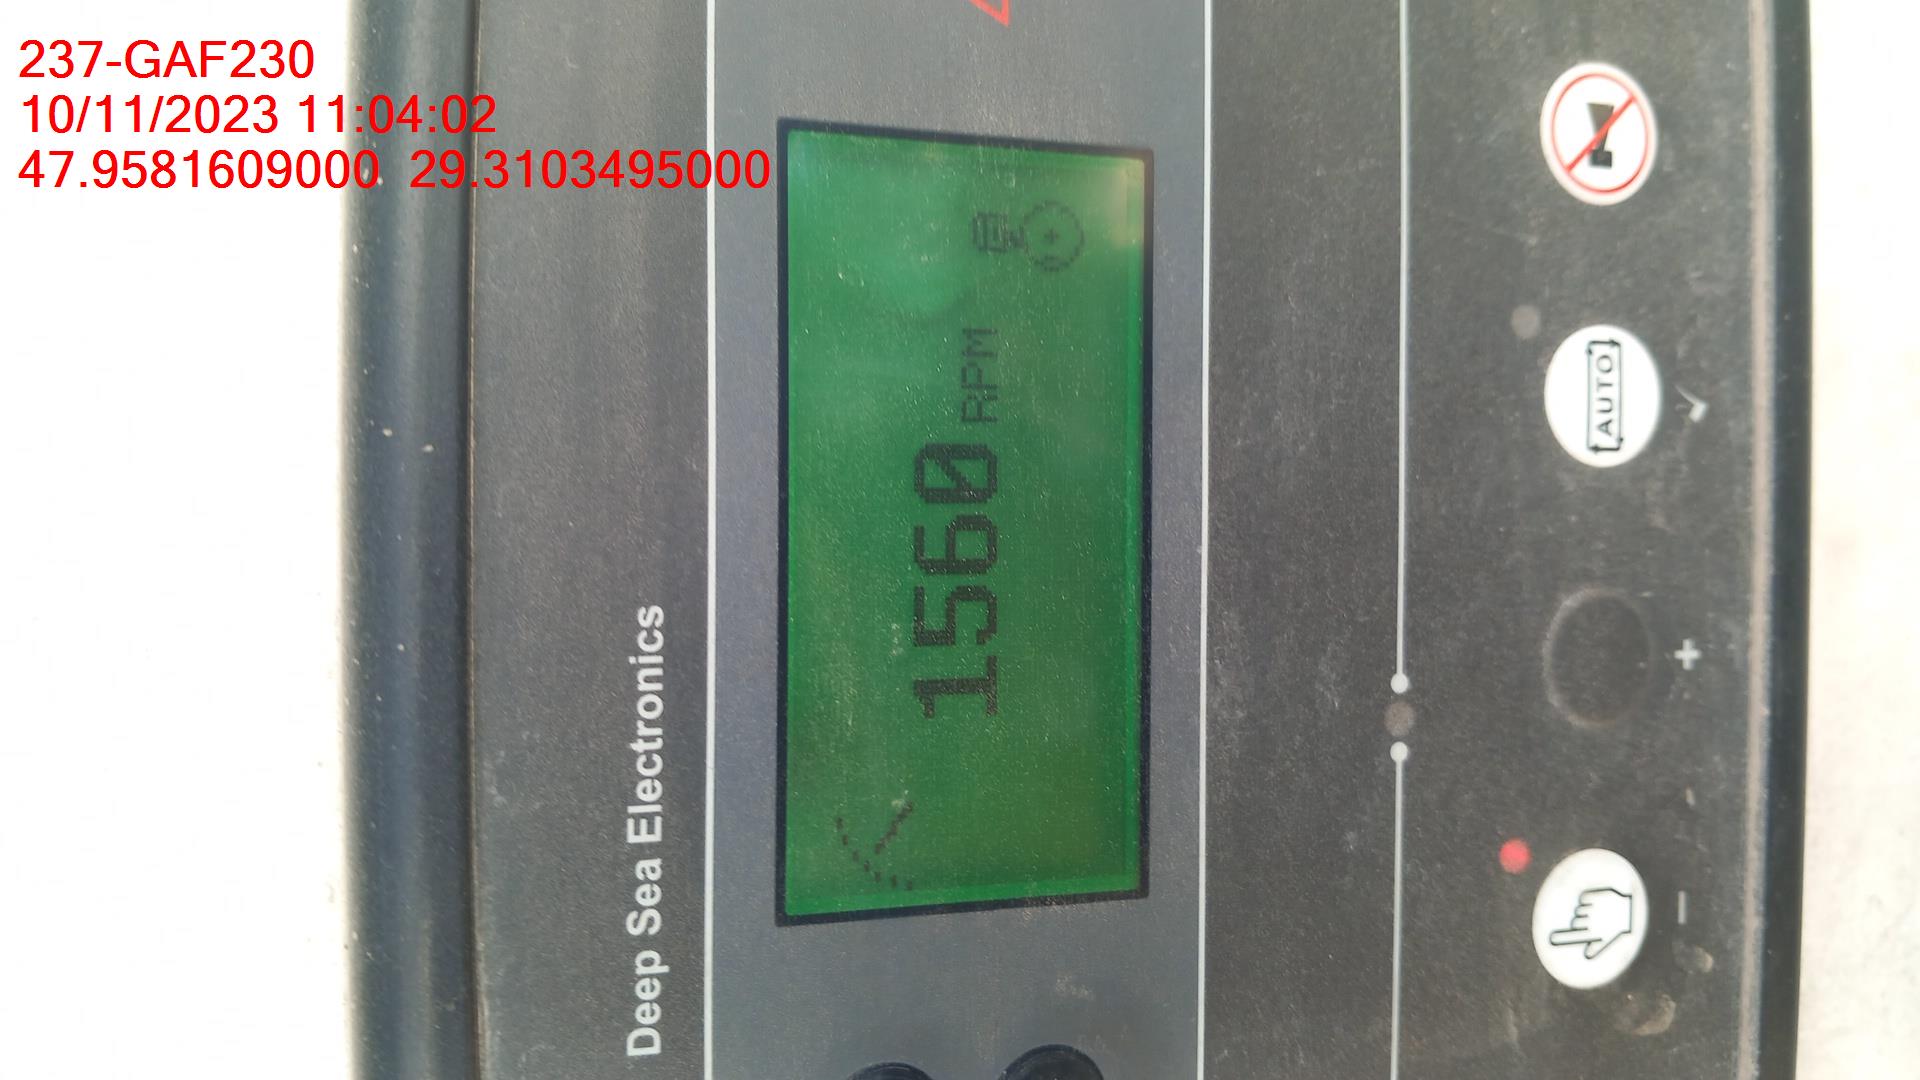 237-GAF230
10/11/2023 11:04:02
47.9581609000 29.3103495000
Deep Sea Electronics
1560 RPM
AUTO
+
-